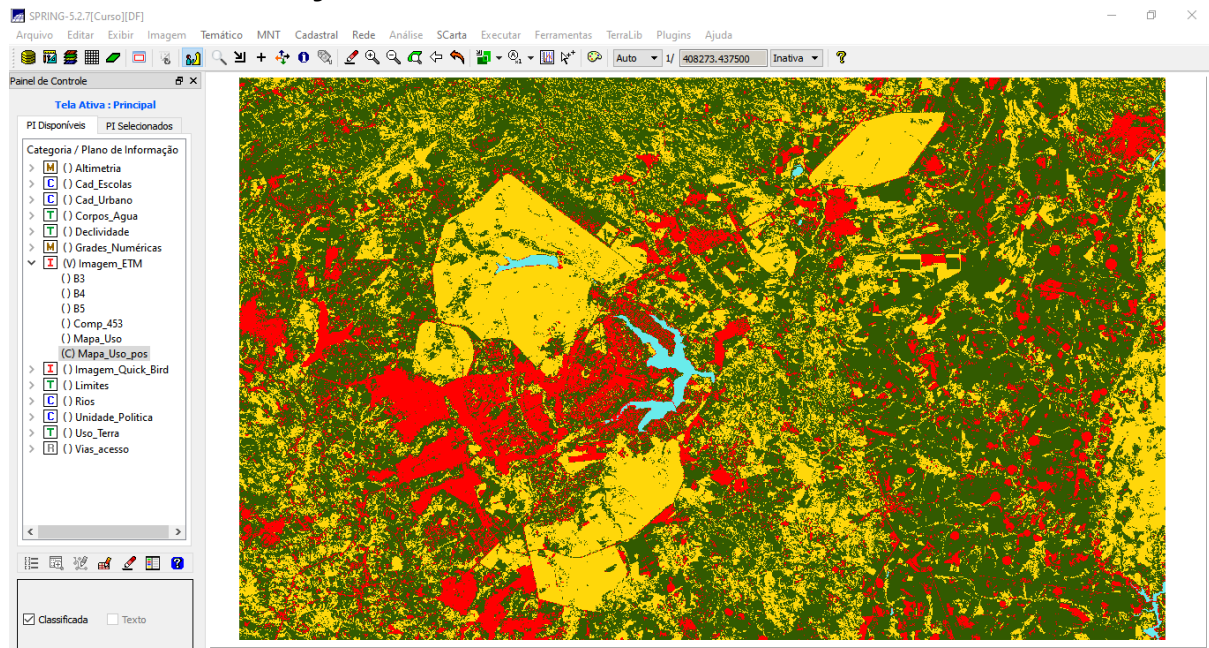 SPRING-5.2.7[Curso][DF]
Arquivo Editar Exibir Imagem Temático MNT Cadastral Rede Análise SCarta Executar Ferramentas TerraLib Plugins Ajuda
Auto 1/ 408273.437500 Inativa
Painel de Controle
Tela Ativa : Principal
PI Disponíveis PI Selecionados
Categoria / Plano de Informação
M () Altimetria
C () Cad_Escolas
C () Cad_Urbano
T () Corpos_Agua
T () Declividade
M () Grades_Numéricas
I (V) Imagem_ETM
() B3
() B4
() B5
() Comp_453
() Mapa_Uso
(C) Mapa_Uso_pos
I () Imagem_Quick_Bird
T () Limites
C () Rios
C () Unidade_Politica
T () Uso_Terra
R () Vias_acesso
Classificada Texto